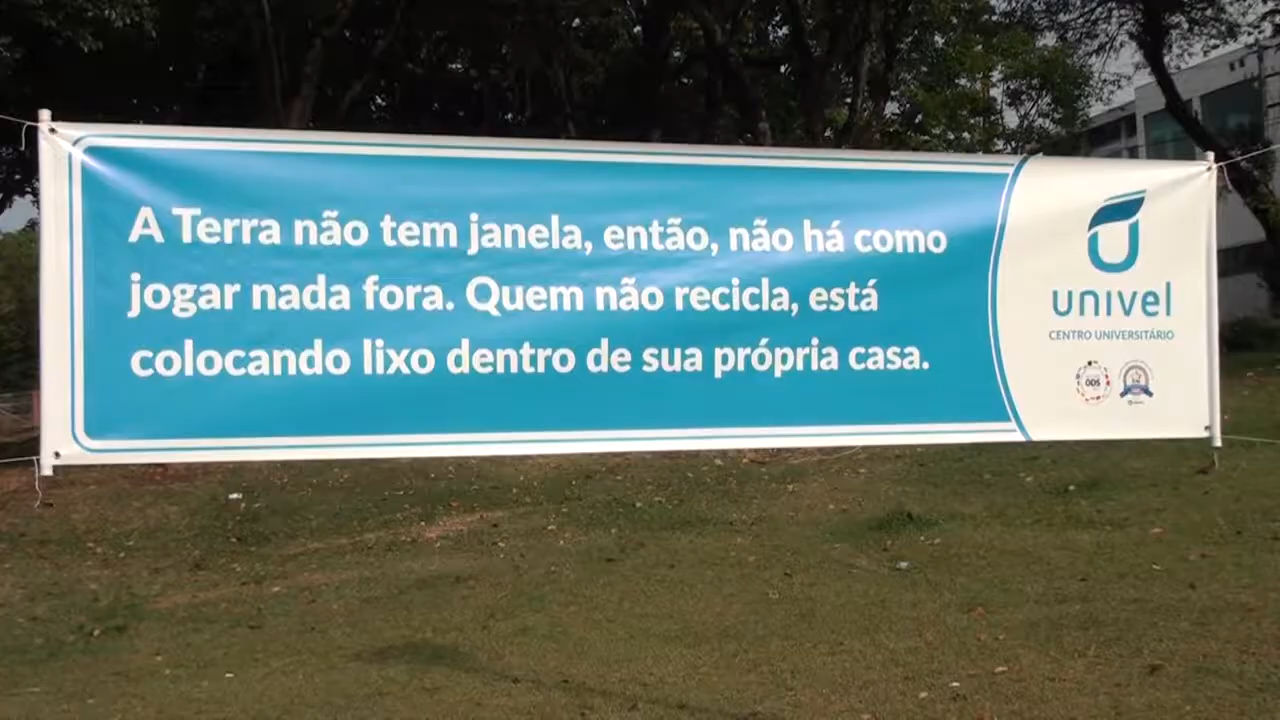 A Terra não tem janela, então, não há como
jogar nada fora. Quem não recicla, está
colocando lixo dentro de sua própria casa.
univel
CENTRO UNIVERSITÁRIO
ODS